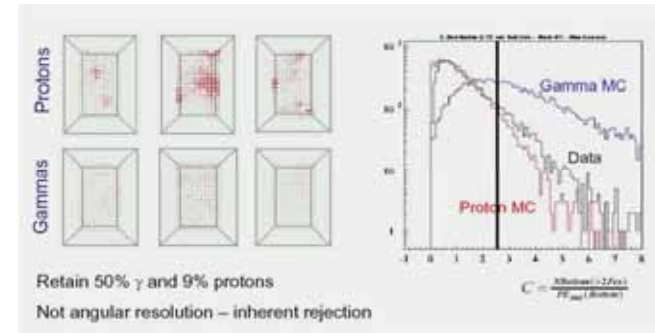 Protons
Gammas
Gamma MC
Data
Proton MC
-1 0 1 2 3 4 5 6 7 8
Retain 50% γ and 9% protons
Not angular resolution – inherent rejection